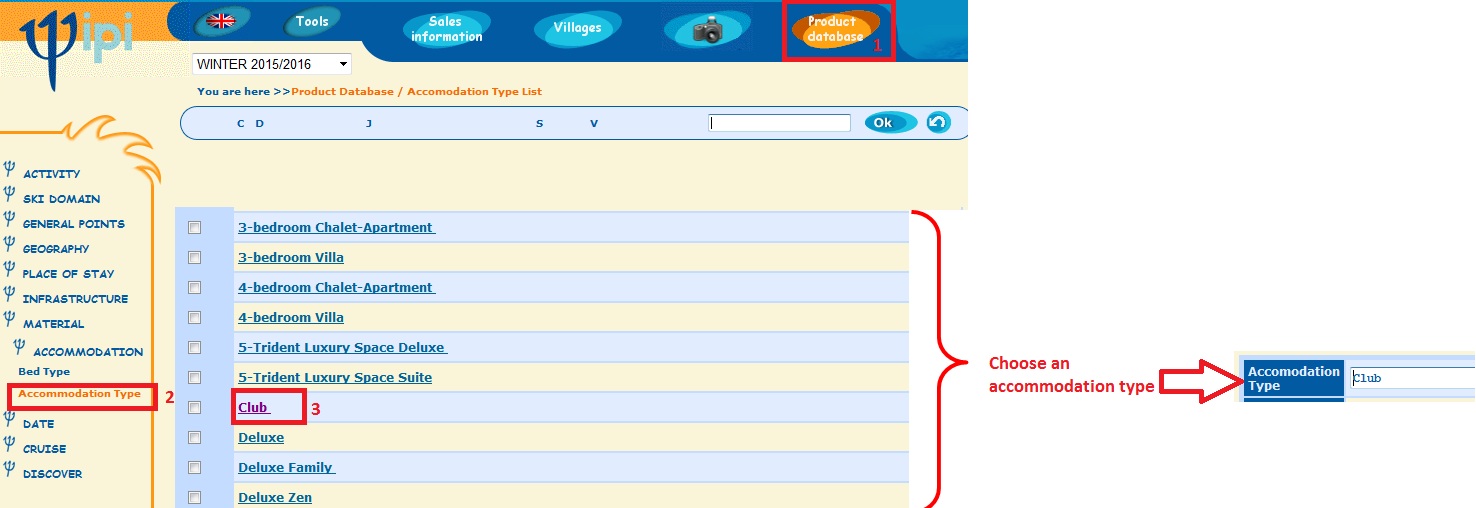 ipi
Tools
Sales
information
Villages
Product
database
1
WINTER 2015/2016
You are here >>Product Database / Accomodation Type List
C D J S V
Ok
ACTIVITY
SKI DOMAIN
GENERAL POINTS
GEOGRAPHY
PLACE OF STAY
INFRASTRUCTURE
MATERIAL
ACCOMMODATION
Bed Type
Accommodation Type
2
DATE
CRUISE
DISCOVER
3-bedroom Chalet-Apartment
3-bedroom Villa
4-bedroom Chalet-Apartment
4-bedroom Villa
5-Trident Luxury Space Deluxe
5-Trident Luxury Space Suite
Club
3
Deluxe
Deluxe Family
Deluxe Zen
Choose an
accommodation type
Accomodation
Type
Club